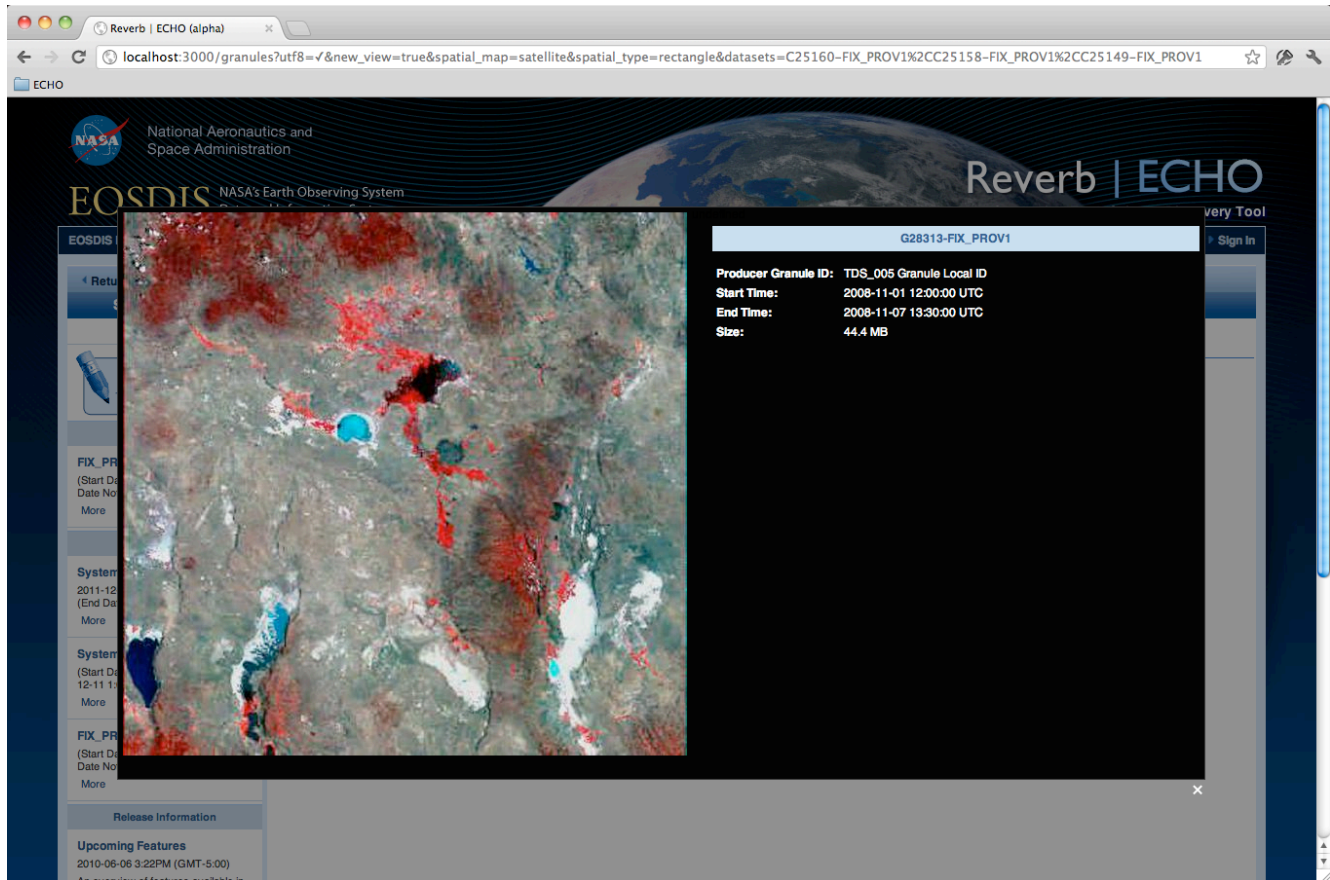 Reverb | ECHO (alpha)
localhost:3000/granules?utf8=✓&new_view=true&spatial_map=satellite&spatial_type=rectangle&datasets=C25160-FIX_PROV1%2CC25158-FIX_PROV1%2CC25149-FIX_PROV1
ECHO
NASA
National Aeronautics and
Space Administration
Reverb | ECHO
EOSDIS NASA's Earth Observing System
very Tool
EOSDIS
Sign In
Retu
G28313-FIX_PROV1
Producer Granule ID: TDS_005 Granule Local ID
Start Time: 2008-11-01 12:00:00 UTC
End Time: 2008-11-07 13:30:00 UTC
Size: 44.4 MB
FIX_PR
(Start Da
Date No
More
System
2011-12
(End Da
More
System
(Start Da
12-11 1:
More
FIX_PR
(Start Da
Date No
More
Release Information
Upcoming Features
2010-06-06 3:22PM (GMT-5:00)